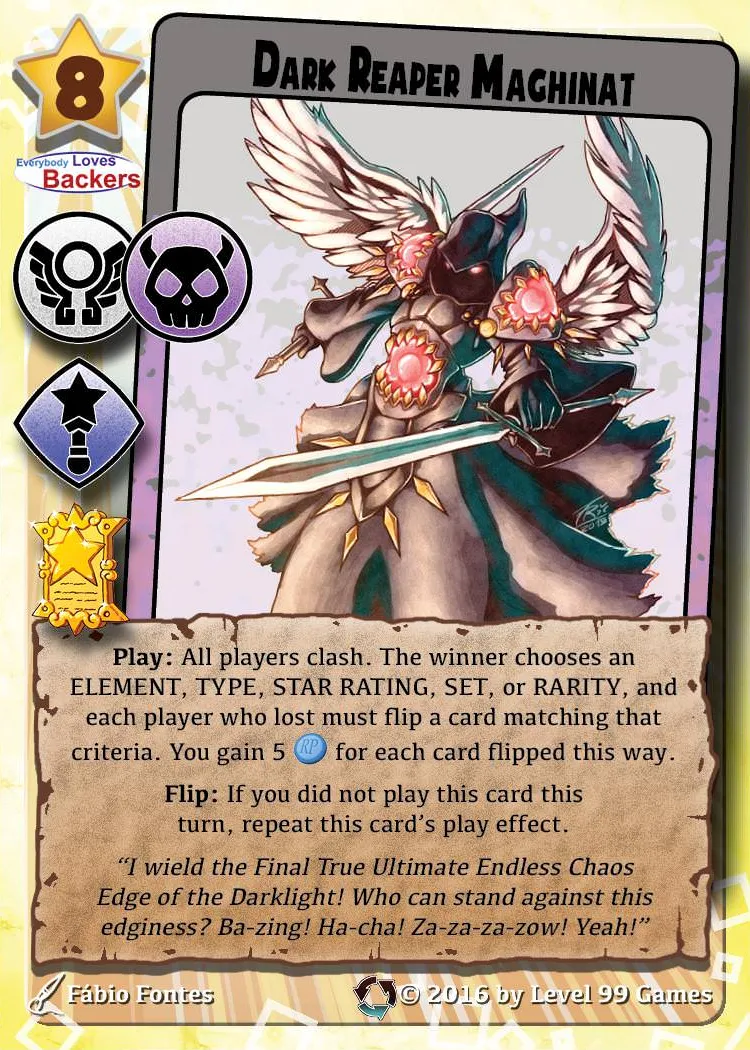 8
DARK REAPER MAGHINAT
Everybody Loves
Backers
Play: All players clash. The winner chooses an
ELEMENT, TYPE, STAR RATING, SET, or RARITY, and
each player who lost must flip a card matching that
criteria. You gain 5 RP for each card flipped this way.
Flip: If you did not play this card this
turn, repeat this card's play effect.
“I wield the Final True Ultimate Endless Chaos
Edge of the Darklight! Who can stand against this
edginess? Ba-zing! Ha-cha! Za-za-za-zow! Yeah!”
Fábio Fontes
© 2016 by Level 99 Games